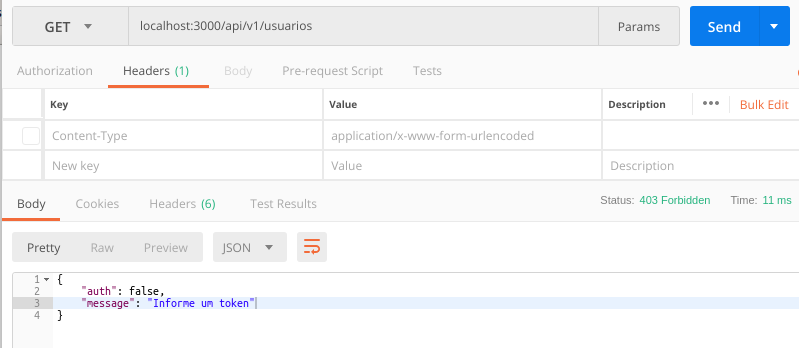 GET localhost:3000/api/v1/usuarios Params Send
Authorization Headers (1) Body Pre-request Script Tests
Key Value Description ••• Bulk Edit
Content-Type application/x-www-form-urlencoded
New key Value Description
Body Cookies Headers (6) Test Results Status: 403 Forbidden Time: 11 ms
Pretty Raw Preview JSON
1 {
2 "auth": false,
3 "message": "Informe um token"
4 }